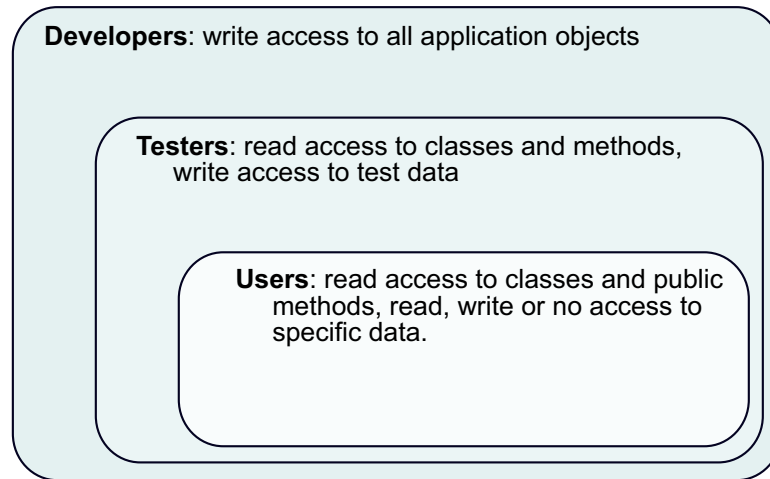 Developers: write access to all application objects
Testers: read access to classes and methods,
write access to test data
Users: read access to classes and public
methods, read, write or no access to
specific data.